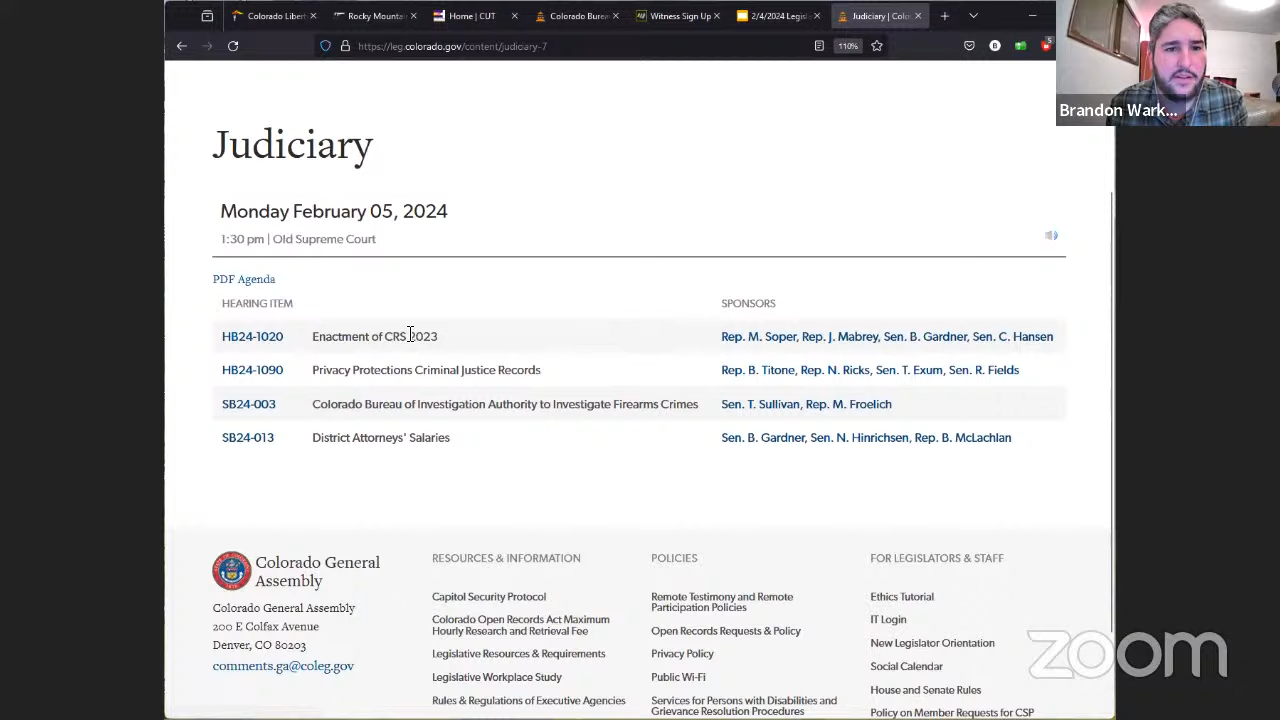 Colorado Libert
Rocky Mountai
Home | CUT
Colorado Burea
Witness Sign Up
2/4/2024 Legisl
Judiciary | Colo
https://leg.colorado.gov/content/judiciary-7
110%
B
5
Brandon Wark...
Judiciary
Monday February 05, 2024
1:30 pm | Old Supreme Court
PDF Agenda
HEARING ITEM SPONSORS
HB24-1020 Enactment of CRS 2023 Rep. M. Soper, Rep. J. Mabrey, Sen. B. Gardner, Sen. C. Hansen
HB24-1090 Privacy Protections Criminal Justice Records Rep. B. Titone, Rep. N. Ricks, Sen. T. Exum, Sen. R. Fields
SB24-003 Colorado Bureau of Investigation Authority to Investigate Firearms Crimes Sen. T. Sullivan, Rep. M. Froelich
SB24-013 District Attorneys' Salaries Sen. B. Gardner, Sen. N. Hinrichsen, Rep. B. McLachlan
Colorado General
Assembly
Colorado General Assembly
200 E Colfax Avenue
Denver, CO 80203
comments.ga@coleg.gov
RESOURCES & INFORMATION
Capitol Security Protocol
Colorado Open Records Act Maximum
Hourly Research and Retrieval Fee
Legislative Resources & Requirements
Legislative Workplace Study
Rules & Regulations of Executive Agencies
POLICIES
Remote Testimony and Remote
Participation Policies
Open Records Requests & Policy
Privacy Policy
Public Wi-Fi
Services for Persons with Disabilities and
Grievance Resolution Procedures
FOR LEGISLATORS & STAFF
Ethics Tutorial
IT Login
New Legislator Orientation
Social Calendar
House and Senate Rules
Policy on Member Requests for CSP
zoom